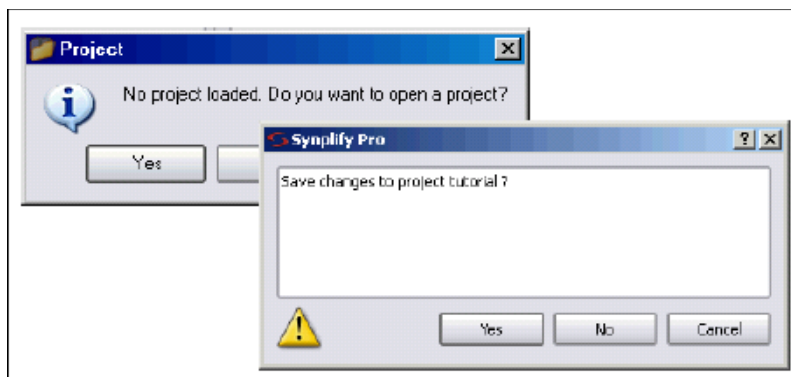 Project
No project loaded. Do you want to open a project?
Yes
Synplify Pro
Save changes to project tutorial ?
Yes
No
Cancel